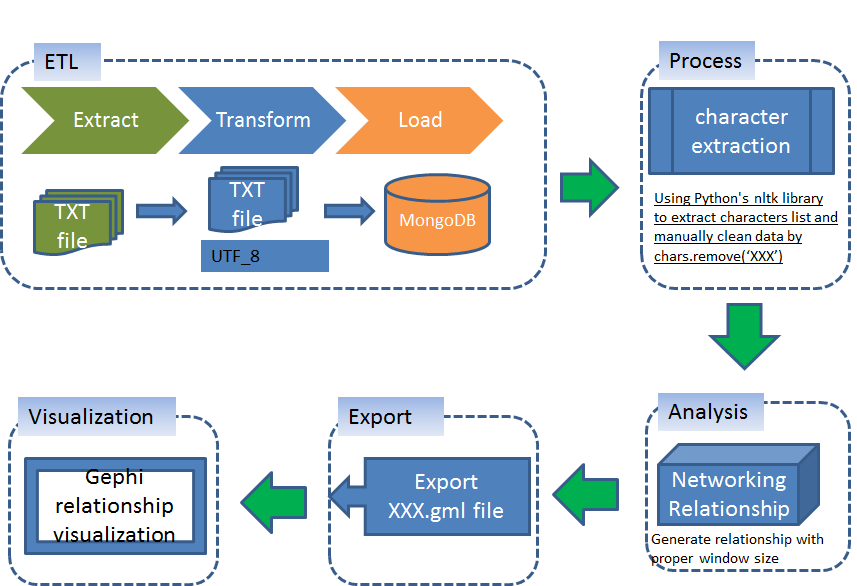 ETL
Extract
Transform
Load
TXT
file
TXT
file
UTF_8
MongoDB
Process
character
extraction
Using Python's nltk library
to extract characters list and
manually clean data by
chars.remove(‘XXX’)
Analysis
Networking
Relationship
Generate relationship with
proper window size
Export
Export
XXX.gml file
Visualization
Gephi
relationship
visualization